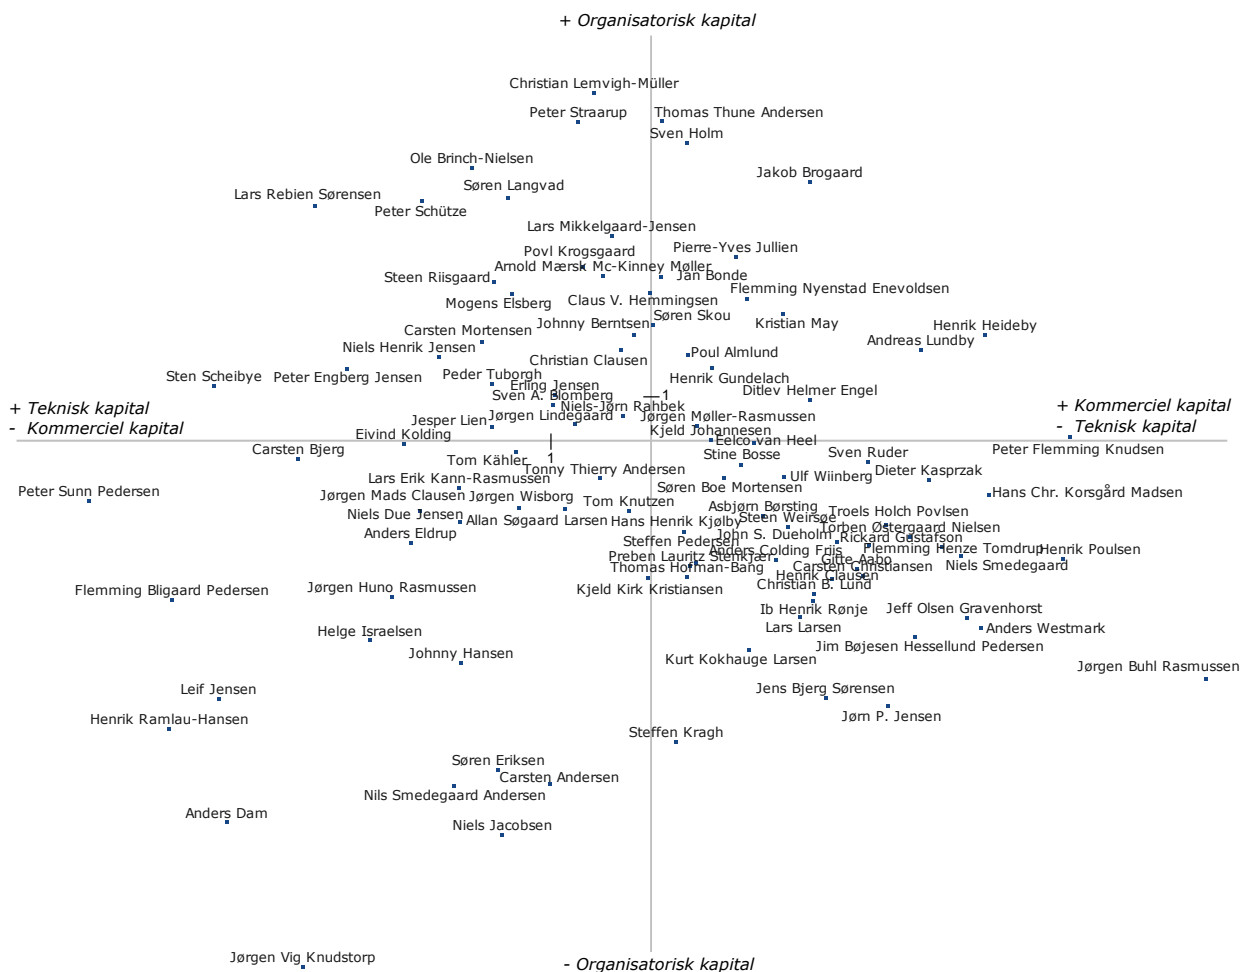 + Organisatorisk kapital
Christian Lemvigh-Müller
Peter Straarup
Thomas Thune Andersen
Sven Holm
Ole Brinch-Nielsen
Jakob Brogaard
Søren Langvad
Lars Rebien Sørensen
Peter Schütze
Lars Mikkelgaard-Jensen
Pierre-Yves Jullien
Povl Krogsgaard
Arnold Mærsk Mc-Kinney Møller
Jan Bonde
Steen Riisgaard
Flemming Nyenstad Enevoldsen
Mogens Elsberg
Claus V. Hemmingsen
Søren Skou
Johnny Berntsen
Kristian May
Henrik Heideby
Carsten Mortensen
Andreas Lundby
Niels Henrik Jensen
Poul Almlund
Christian Clausen
Peder Tuborgh
Sten Scheibye
Peter Engberg Jensen
Henrik Gundelach
Erling Jensen
Ditlev Helmer Engel
Sven A. Blomberg
1
Niels-Jørn Rahbek
+ Teknisk kapital
- Kommerciel kapital
+ Kommerciel kapital
- Teknisk kapital
Jesper Lien
Jørgen Lindegaard
Jørgen Møller-Rasmussen
Kjeld Johannesen
Eivind Kolding
Eelco van Heel
Carsten Bjerg
Peter Flemming Knudsen
Tom Kähler
1
Stine Bosse
Sven Ruder
Tonny Thierry Andersen
Dieter Kasprzak
Lars Erik Kann-Rasmussen
Ulf Wiinberg
Peter Sunn Pedersen
Søren Boe Mortensen
Hans Chr. Korsgård Madsen
Jørgen Mads Clausen
Jørgen Wisborg
Tom Knutzen
Asbjørn Børsting
Niels Due Jensen
Allan Søgaard Larsen
Hans Henrik Kjølby
Steen Weirsøe
Troels Holch Povlsen
Torben Østergaard Nielsen
Anders Eldrup
John S. Dueholm
Rickard Gustafson
Steffen Pedersen
Anders Colding Friis
Flemming Henze Tomdrup
Henrik Poulsen
Preben Lauritz Stenkjær
Gitte Aabo
Thomas Hofman-Bang
Carsten Christiansen
Niels Smedegaard
Henrik Clausen
Kjeld Kirk Kristiansen
Christian B. Lund
Flemming Bligaard Pedersen
Jørgen Huno Rasmussen
Ib Henrik Rønje
Jeff Olsen Gravenhorst
Lars Larsen
Anders Westmark
Helge Israelsen
Jim Bøjesen Hessellund Pedersen
Johnny Hansen
Kurt Kokhauge Larsen
Jørgen Buhl Rasmussen
Leif Jensen
Jens Bjerg Sørensen
Henrik Ramlau-Hansen
Jørn P. Jensen
Steffen Kragh
Søren Eriksen
Carsten Andersen
Nils Smedegaard Andersen
Anders Dam
Niels Jacobsen
Jørgen Vig Knudstorp
- Organisatorisk kapital